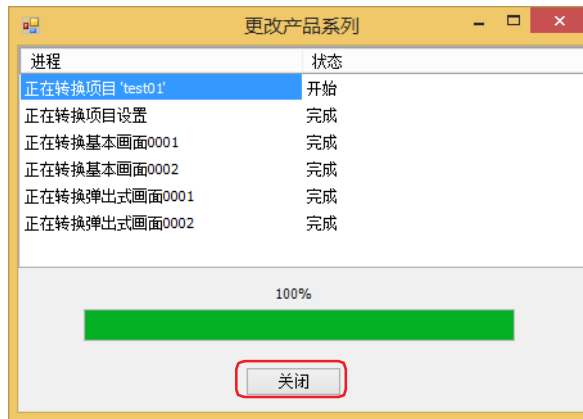 更改产品系列
进程 状态
正在转换项目 'test01' 开始
正在转换项目设置 完成
正在转换基本画面0001 完成
正在转换基本画面0002 完成
正在转换弹出式画面0001 完成
正在转换弹出式画面0002 完成
100%
关闭